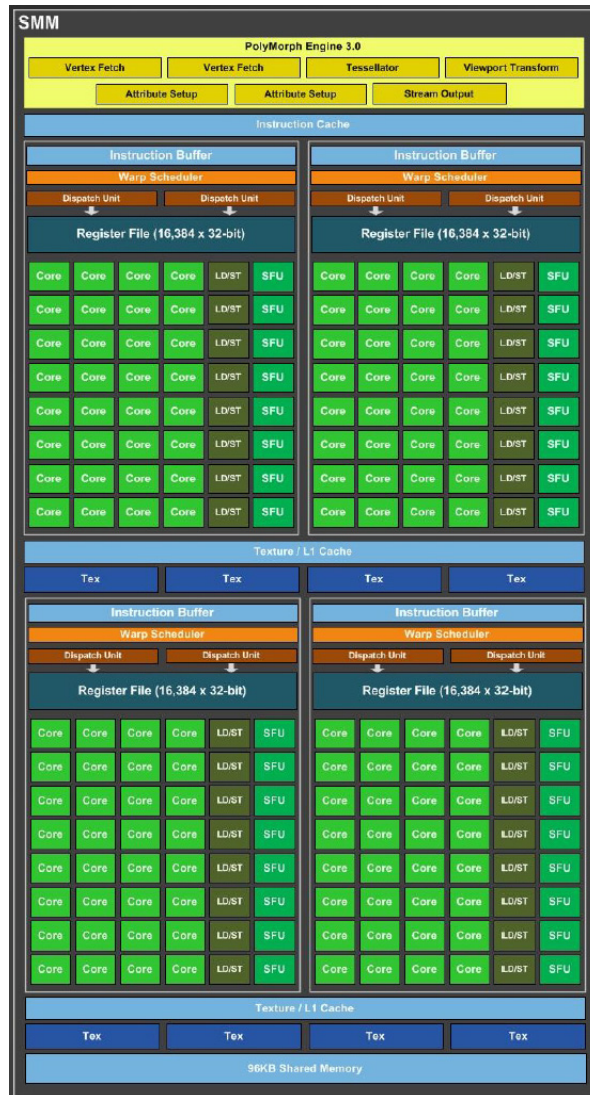 SMM
PolyMorph Engine 3.0
Vertex Fetch Vertex Fetch Tessellator Viewport Transform
Attribute Setup Attribute Setup Stream Output
Instruction Cache
Instruction Buffer Instruction Buffer
Warp Scheduler Warp Scheduler
Dispatch Unit Dispatch Unit Dispatch Unit Dispatch Unit
Register File (16,384 x 32-bit) Register File (16,384 x 32-bit)
Core Core Core Core LD/ST SFU Core Core Core Core LD/ST SFU
Core Core Core Core LD/ST SFU Core Core Core Core LD/ST SFU
Core Core Core Core LD/ST SFU Core Core Core Core LD/ST SFU
Core Core Core Core LD/ST SFU Core Core Core Core LD/ST SFU
Core Core Core Core LD/ST SFU Core Core Core Core LD/ST SFU
Core Core Core Core LD/ST SFU Core Core Core Core LD/ST SFU
Core Core Core Core LD/ST SFU Core Core Core Core LD/ST SFU
Core Core Core Core LD/ST SFU Core Core Core Core LD/ST SFU
Texture / L1 Cache
Tex Tex Tex Tex
Instruction Buffer Instruction Buffer
Warp Scheduler Warp Scheduler
Dispatch Unit Dispatch Unit Dispatch Unit Dispatch Unit
Register File (16,384 x 32-bit) Register File (16,384 x 32-bit)
Core Core Core Core LD/ST SFU Core Core Core Core LD/ST SFU
Core Core Core Core LD/ST SFU Core Core Core Core LD/ST SFU
Core Core Core Core LD/ST SFU Core Core Core Core LD/ST SFU
Core Core Core Core LD/ST SFU Core Core Core Core LD/ST SFU
Core Core Core Core LD/ST SFU Core Core Core Core LD/ST SFU
Core Core Core Core LD/ST SFU Core Core Core Core LD/ST SFU
Core Core Core Core LD/ST SFU Core Core Core Core LD/ST SFU
Core Core Core Core LD/ST SFU Core Core Core Core LD/ST SFU
Texture / L1 Cache
Tex Tex Tex Tex
96KB Shared Memory